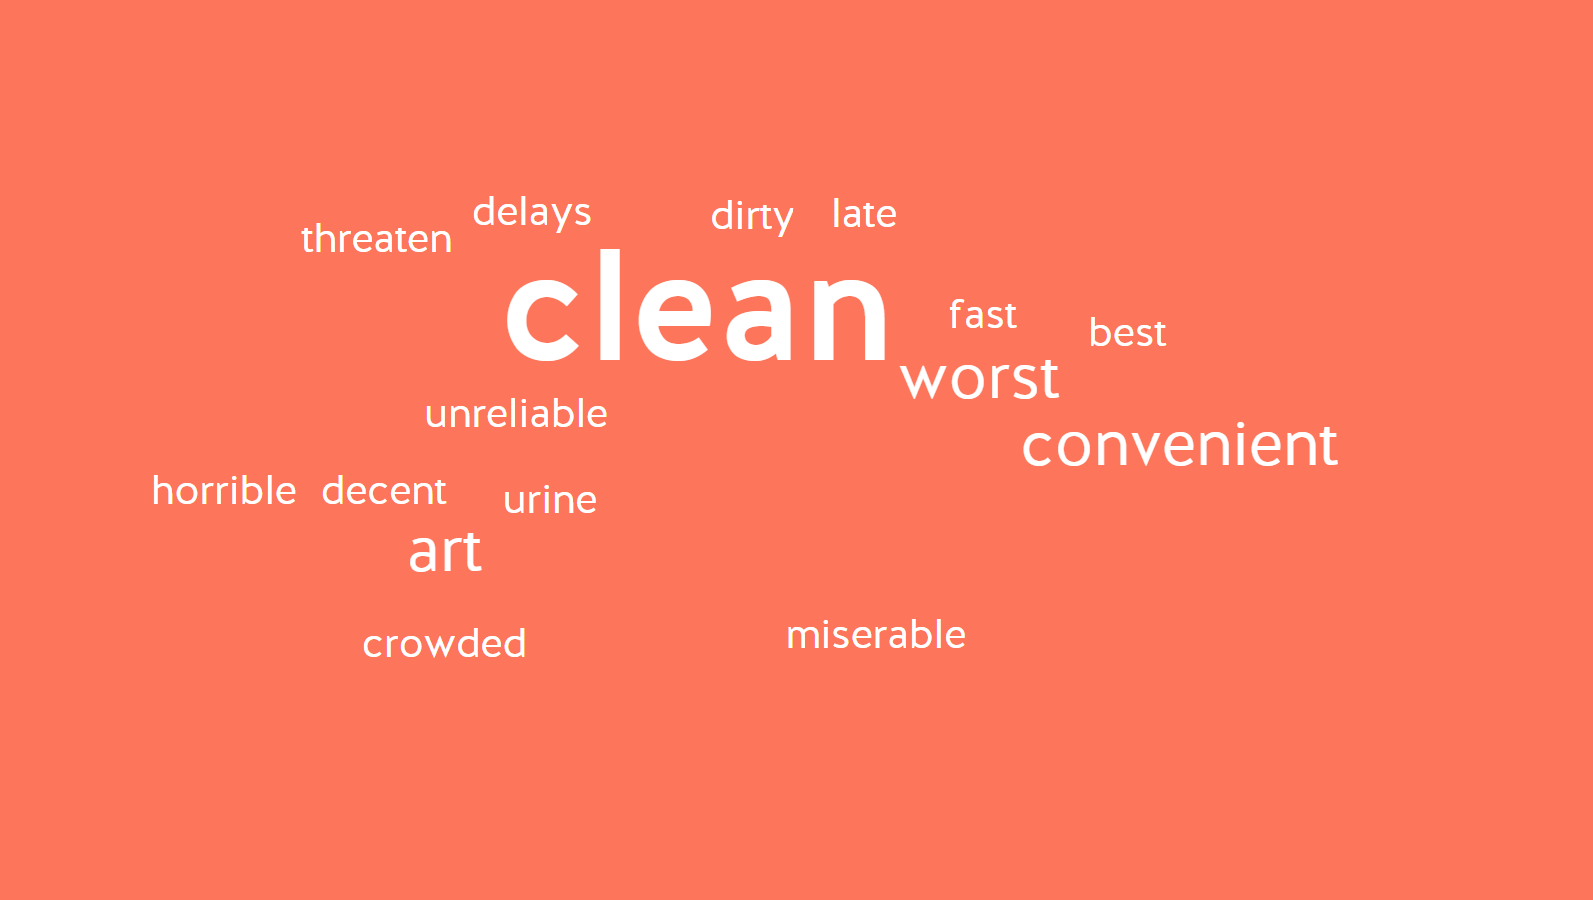 delays
dirty
late
threaten
clean
fast
best
worst
unreliable
convenient
horrible
decent
urine
art
crowded
miserable